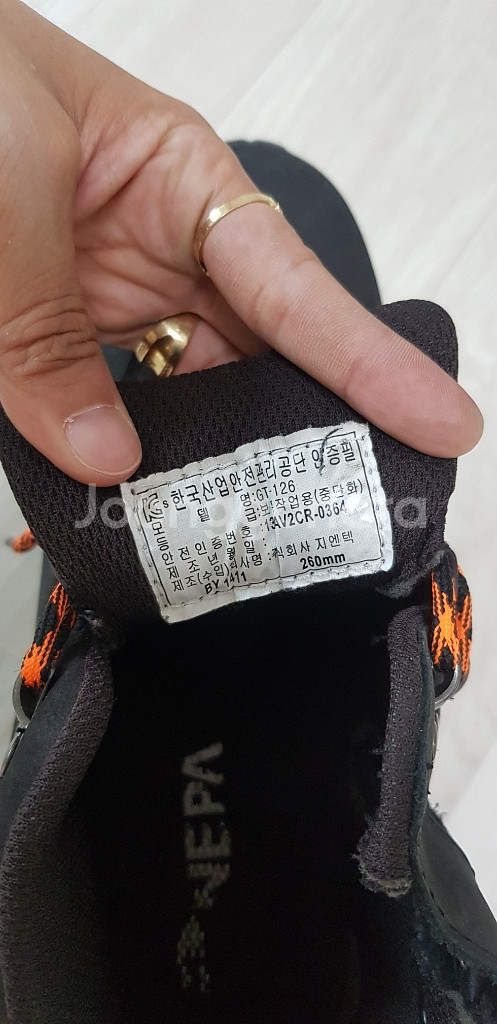 KCs 한국산업안전관리공단 인증필
모 델 명:GT-126
등 급:보통작업용(중단화)
안 전 인 증 번 호:13AV2CR-0364
제 조 년 월 일:
제조(수입)회사명:주식회사 지엔텍
BY 1411 260mm
NEPA